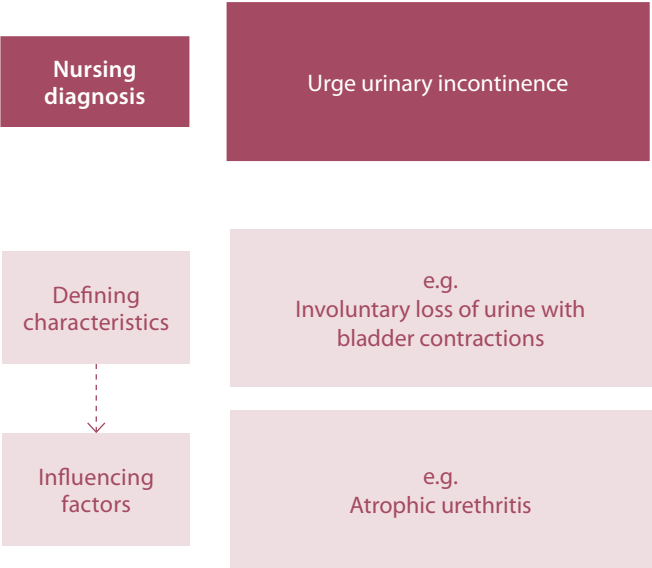 Nursing
diagnosis
Urge urinary incontinence
Defining
characteristics
e.g.
Involuntary loss of urine with
bladder contractions
Influencing
factors
e.g.
Atrophic urethritis